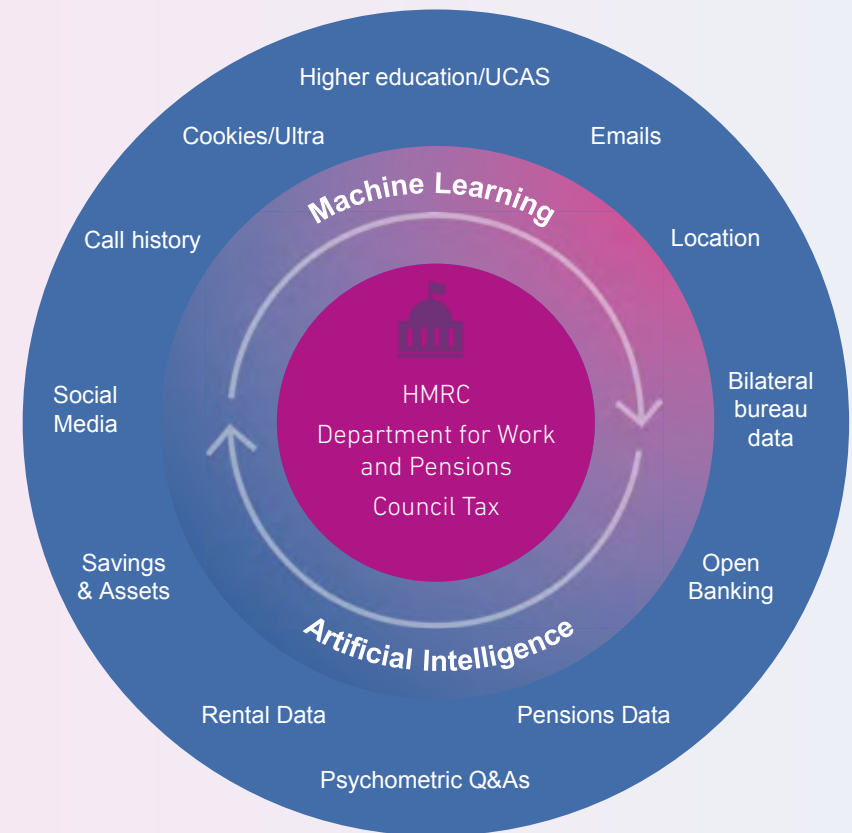 Higher education/UCAS
Cookies/Ultra
Emails
Machine Learning
Call history
Location
Social
Media
HMRC
Department for Work
and Pensions
Council Tax
Bilateral
bureau
data
Savings
& Assets
Open
Banking
Artificial Intelligence
Rental Data
Pensions Data
Psychometric Q&As